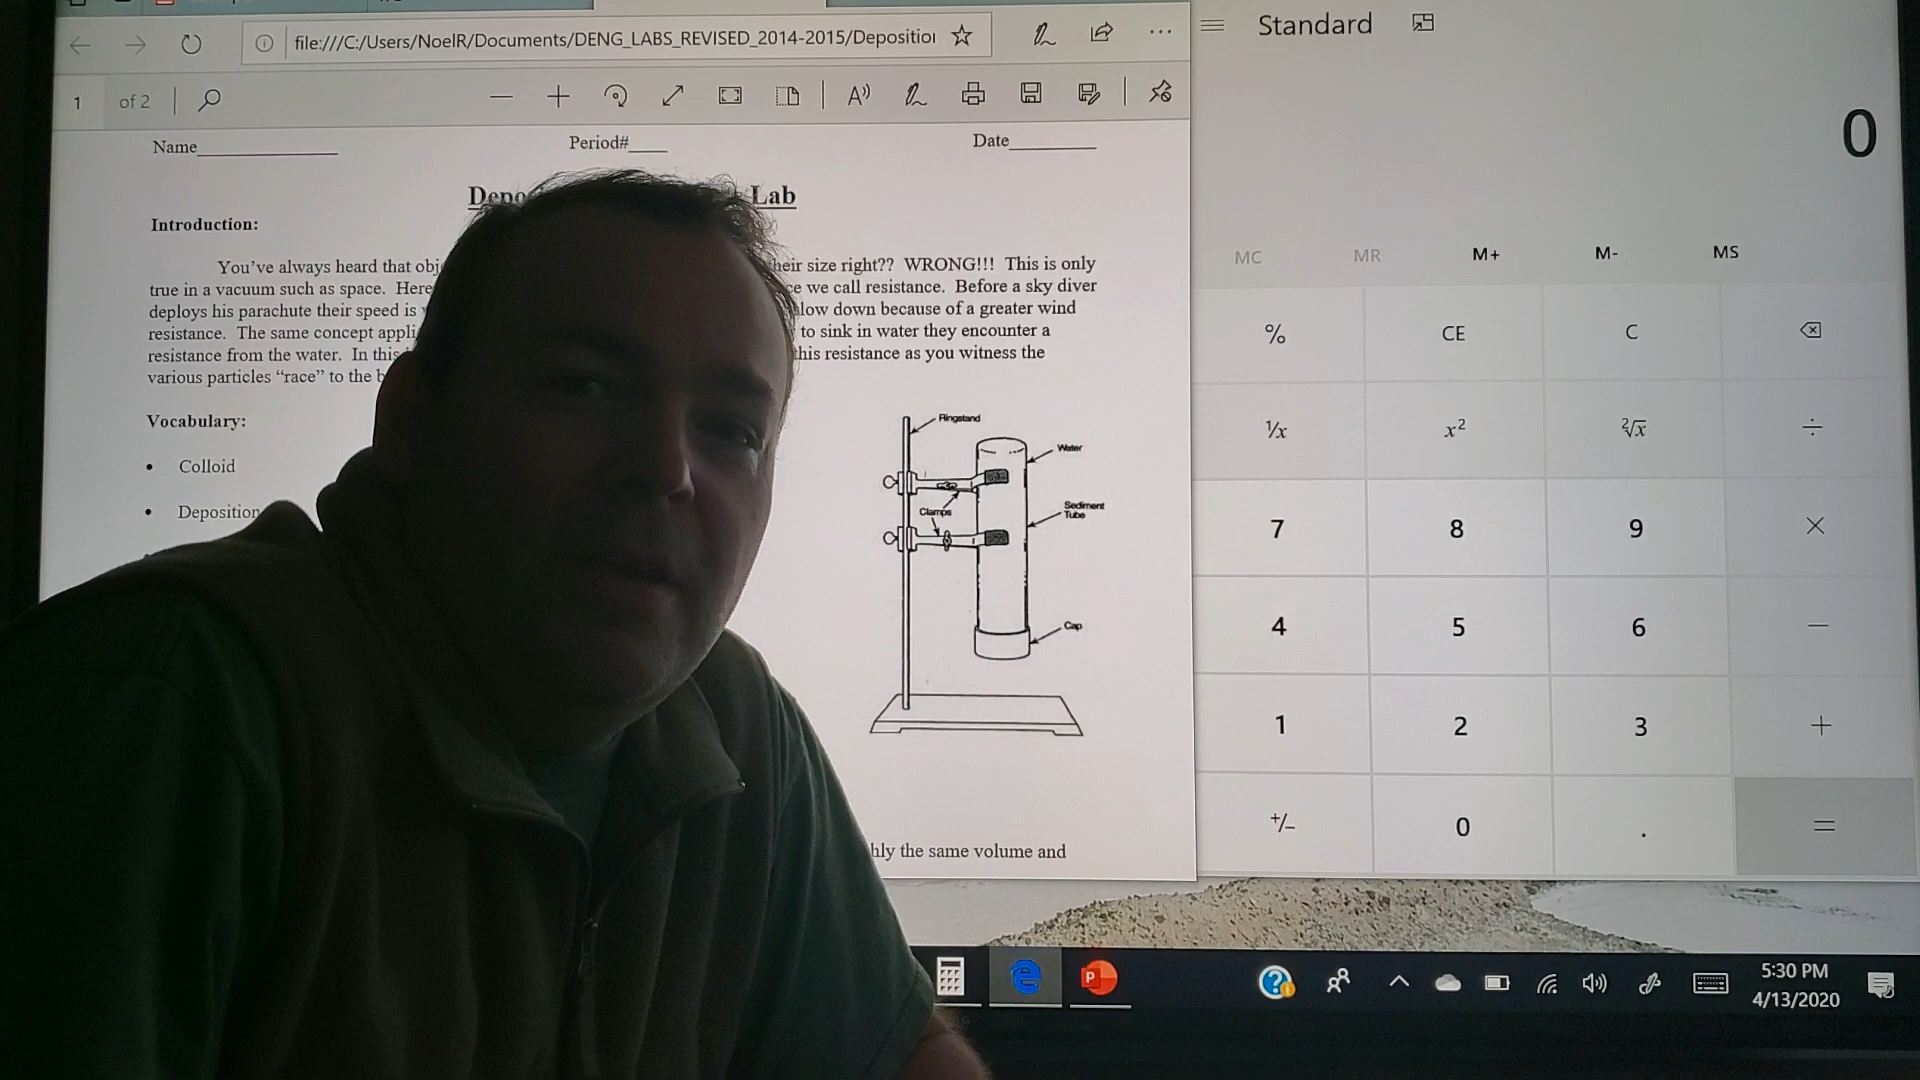 file:///C:/Users/NoelR/Documents/DENG_LABS_REVISED_2014-2015/Deposition
1 of 2
Name_______________ Period#____ Date_________
Lab
Introduction:
You've always heard that heir size right?? WRONG!!! This is only
true in a vacuum such as space. Here ce we call resistance. Before a sky diver
deploys his parachute their speed is low down because of a greater wind
resistance. The same concept to sink in water they encounter a
resistance from the water. In this this resistance as you witness the
various particles "race" to the
Vocabulary:
• Colloid
• Deposition
Ringstand
Water
Clamps
Sediment
Tube
Cap
hly the same volume and
Standard
0
MC MR M+ M- MS
% CE C
1/x x² ²√x ÷
7 8 9 ×
4 5 6 −
1 2 3 +
+/− 0 . =
5:30 PM
4/13/2020